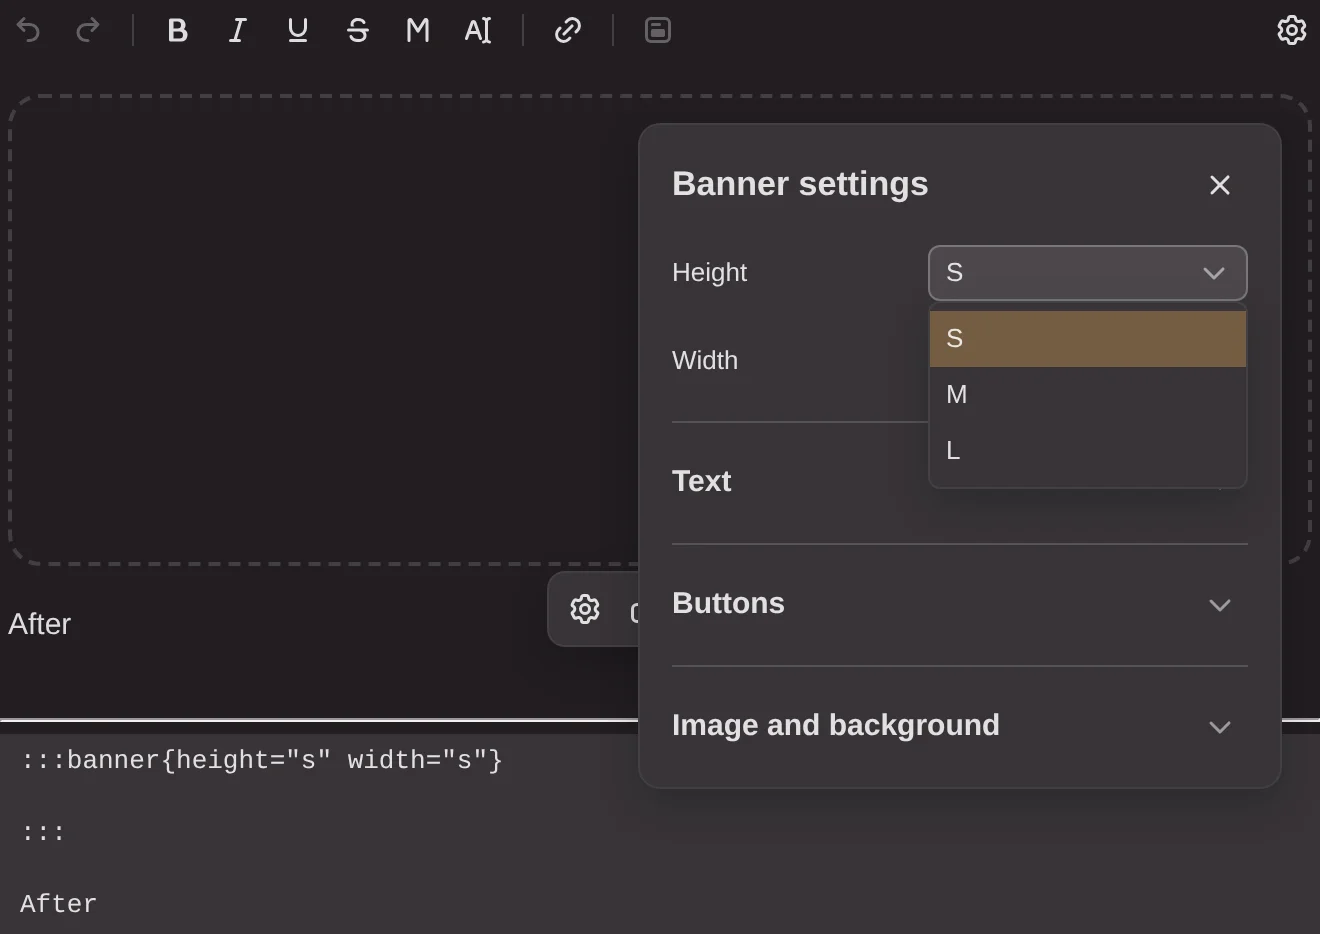 Banner settings
Height
S
S
M
L
Width
Text
Buttons
Image and background
After
:::banner{height="s" width="s"}
:::
After